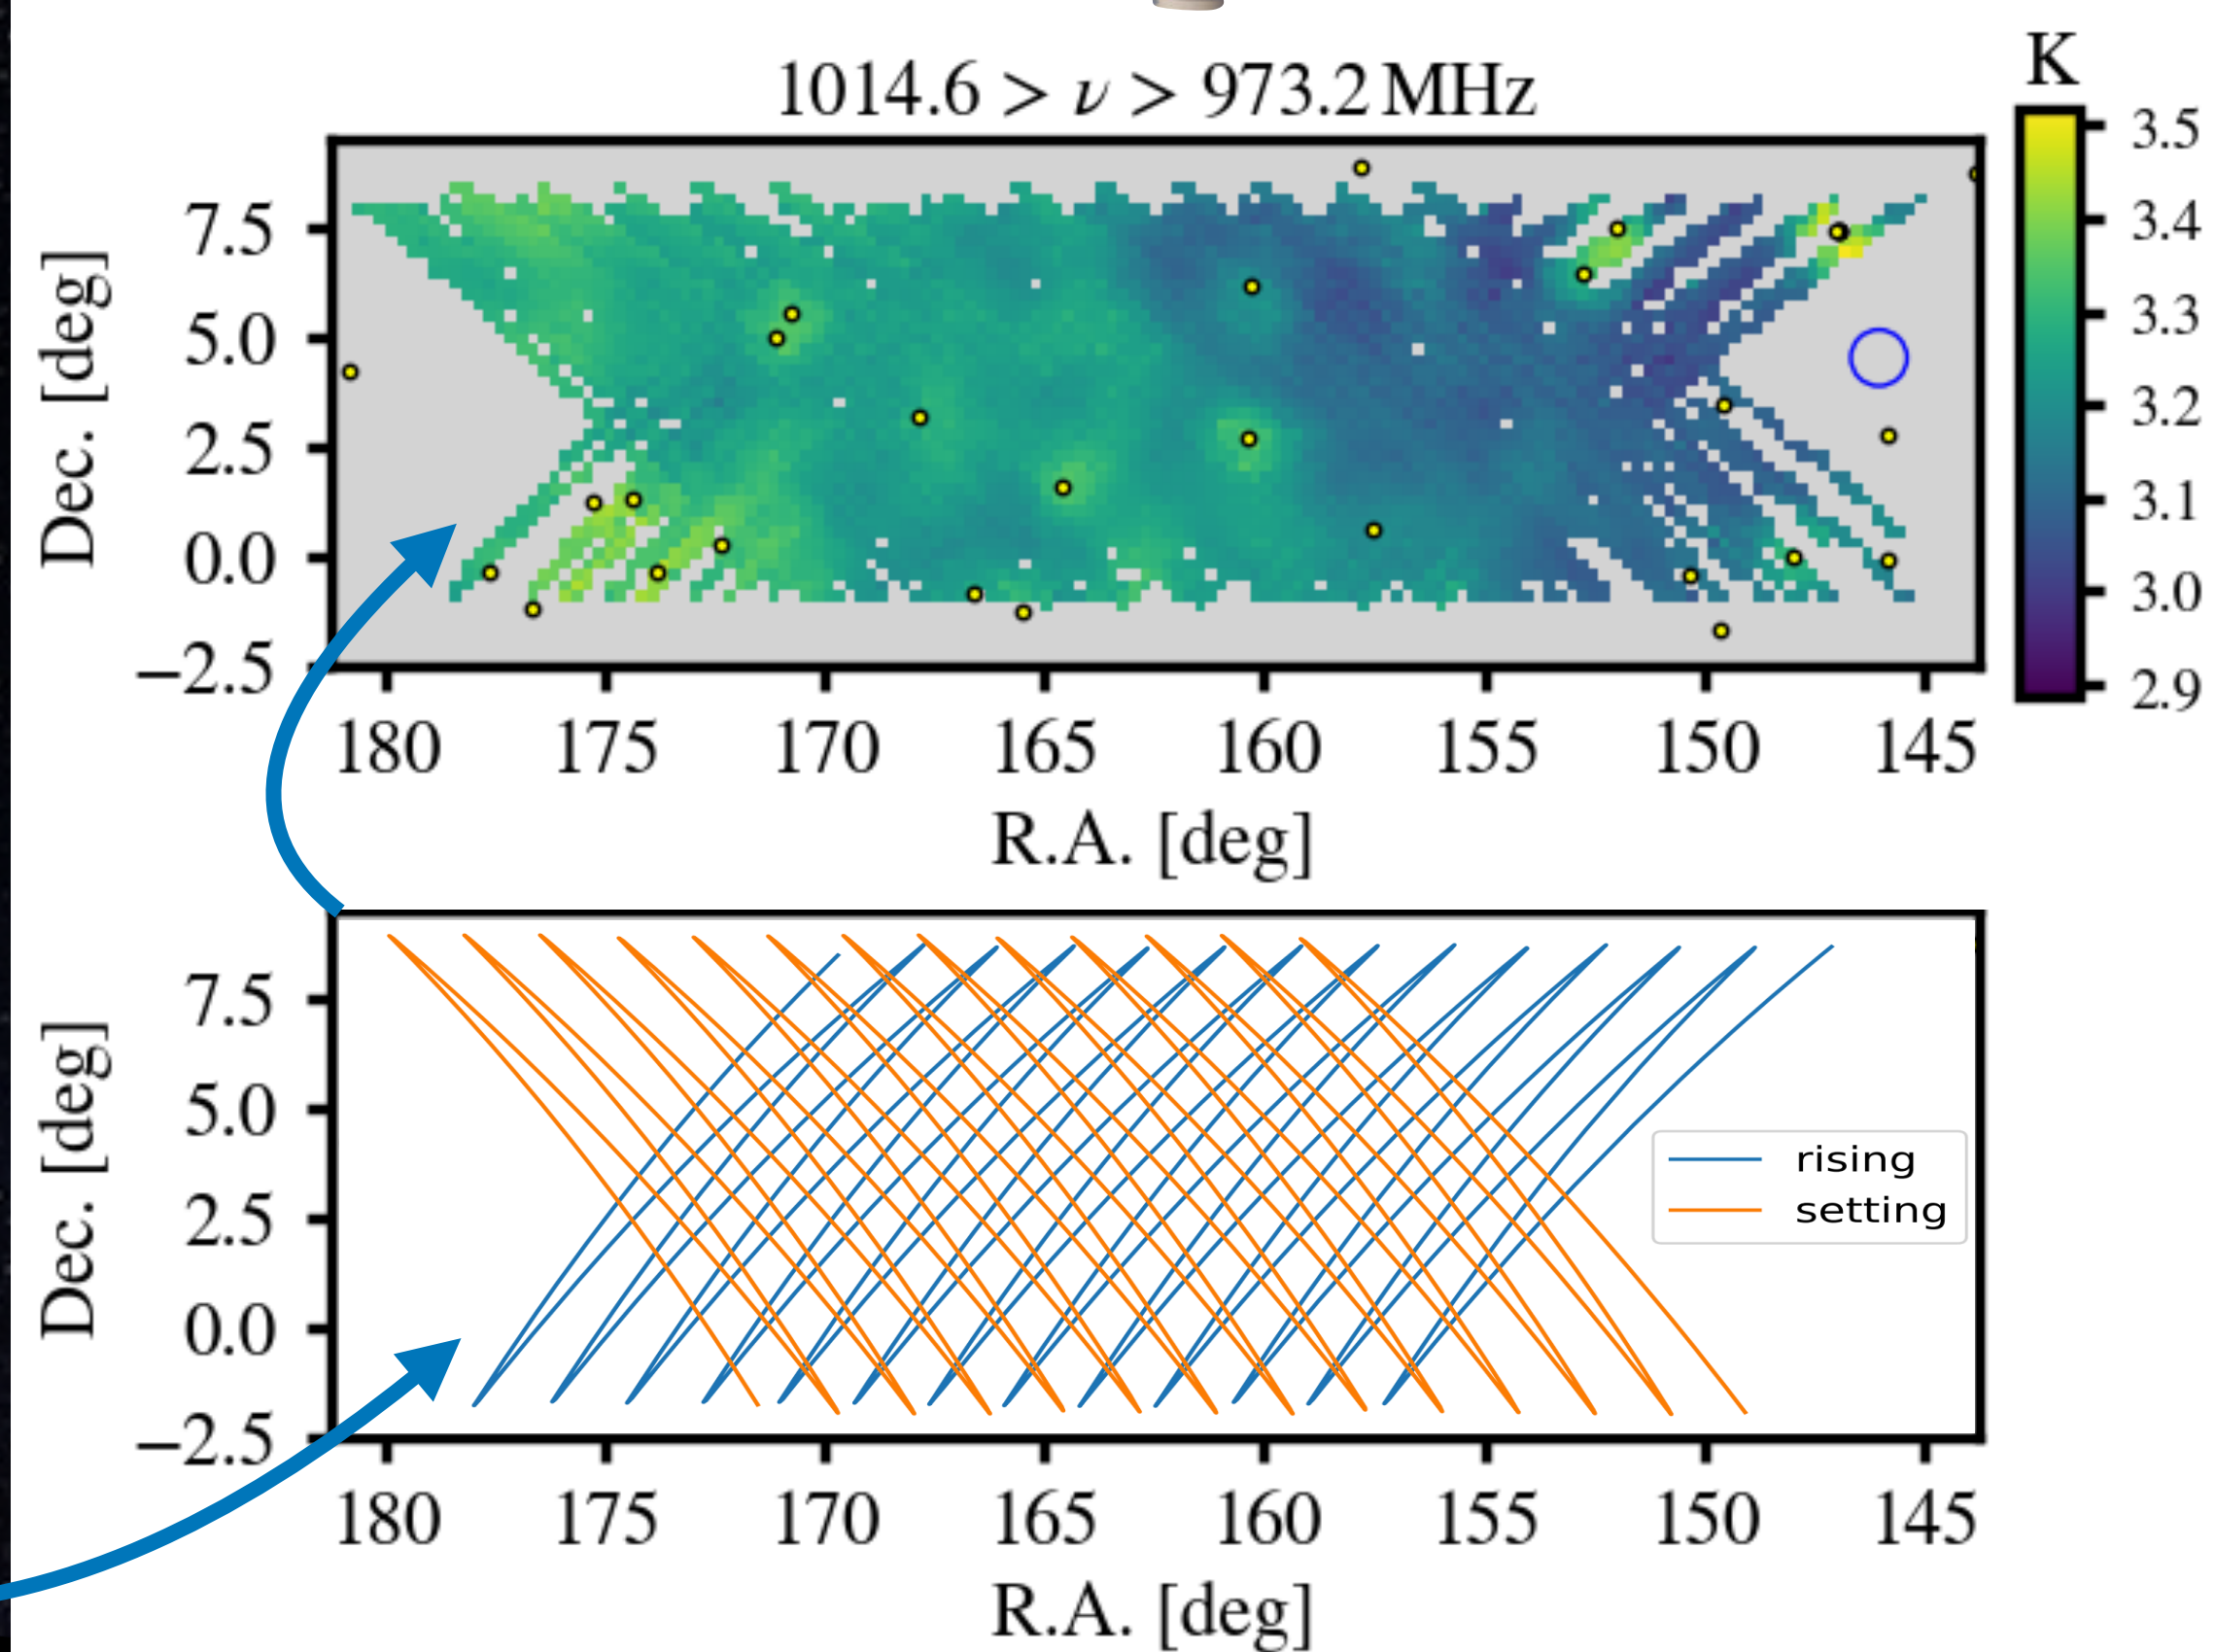 K
1014.6 > ν > 973.2 MHz
3.5
3.4
3.3
3.2
3.1
3.0
2.9
Dec. [deg]
7.5
5.0
2.5
0.0
−2.5
180 175 170 165 160 155 150 145
R.A. [deg]
Dec. [deg]
7.5
5.0
2.5
0.0
−2.5
rising
setting
180 175 170 165 160 155 150 145
R.A. [deg]